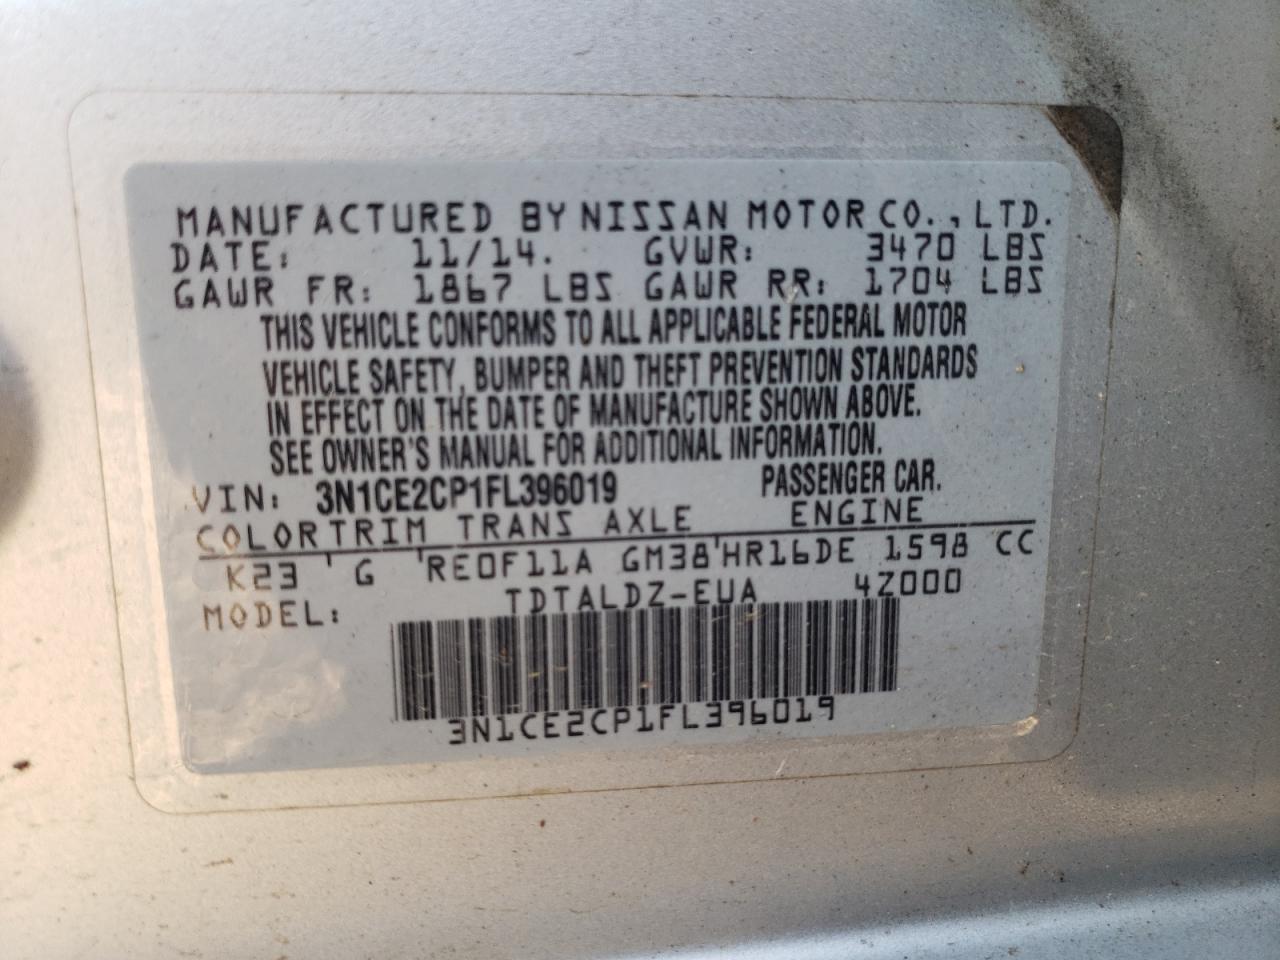 MANUFACTURED BY NISSAN MOTOR CO., LTD.
DATE: 11/14. GVWR: 3470 LBS
GAWR FR: 1867 LBS GAWR RR: 1704 LBS
THIS VEHICLE CONFORMS TO ALL APPLICABLE FEDERAL MOTOR
VEHICLE SAFETY, BUMPER AND THEFT PREVENTION STANDARDS
IN EFFECT ON THE DATE OF MANUFACTURE SHOWN ABOVE.
SEE OWNER'S MANUAL FOR ADDITIONAL INFORMATION.
VIN: 3N1CE2CP1FL396019 PASSENGER CAR.
COLOR TRIM TRANS AXLE ENGINE
K23 ' G ' RE0F11A GM38 ' HR16DE 1598 CC
MODEL: TDTALDZ-EUA 4Z000
3N1CE2CP1FL396019